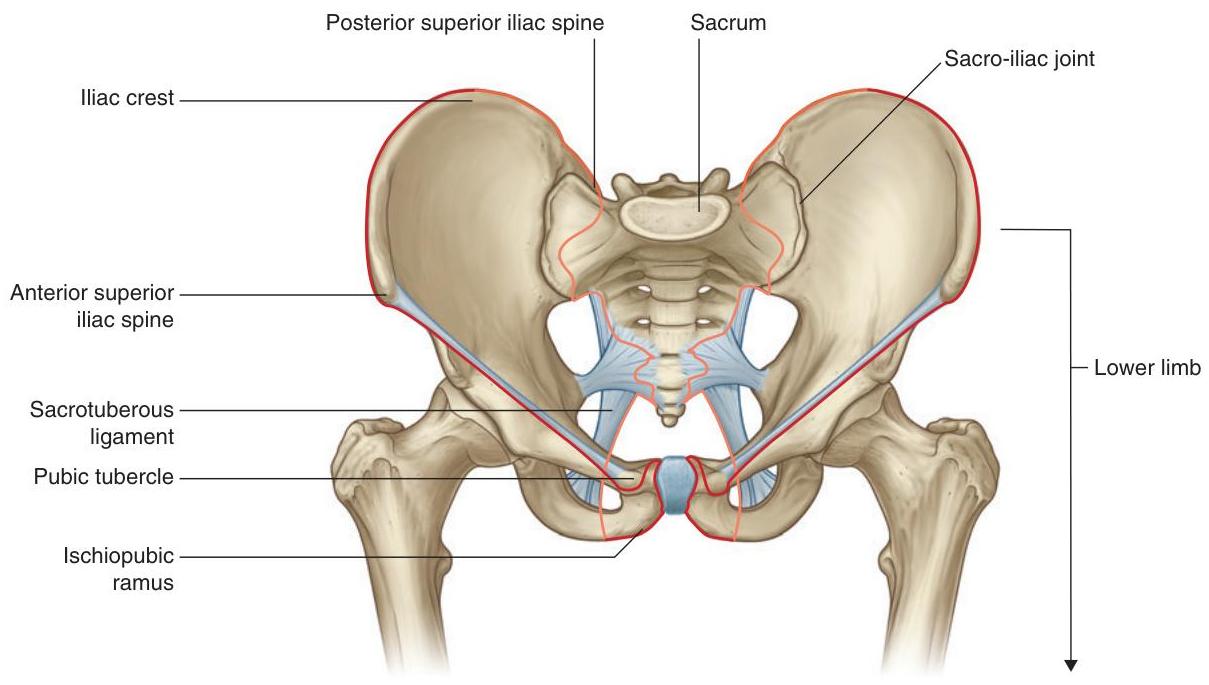 Posterior superior iliac spine
Sacrum
Sacro-iliac joint
Iliac crest
Anterior superior
iliac spine
Lower limb
Sacrotuberous
ligament
Pubic tubercle
Ischiopubic
ramus